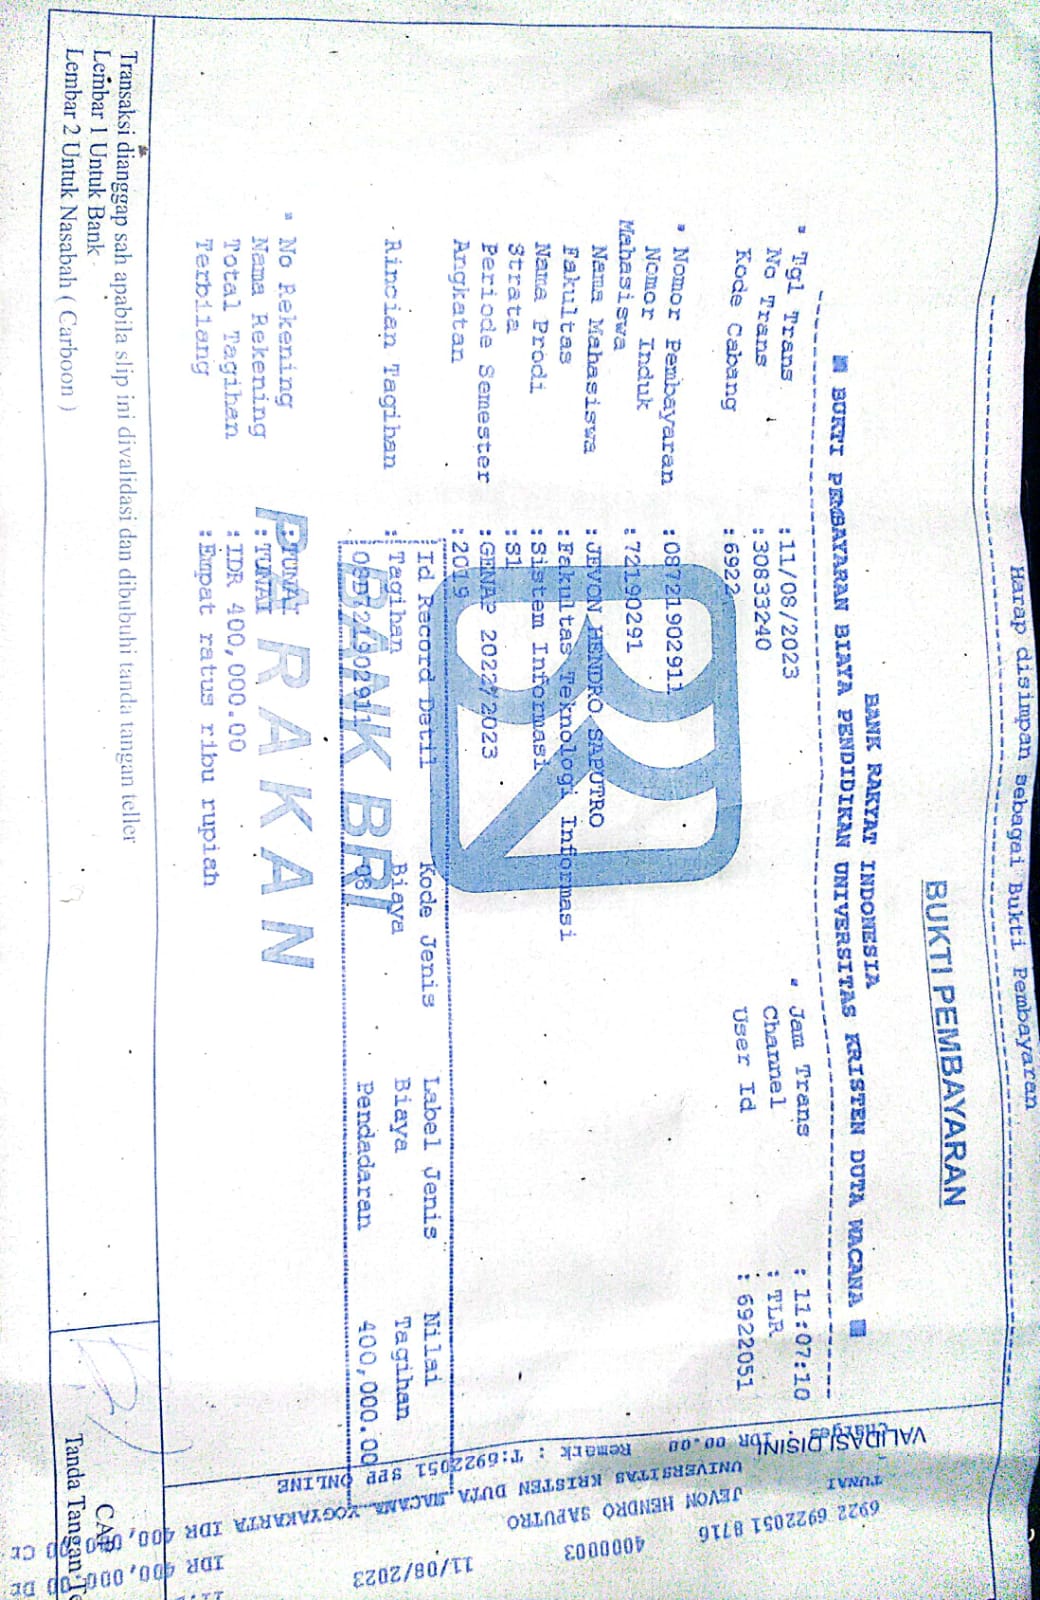 Harap disimpan sebagai Bukti Pembayaran
BUKTI PEMBAYARAN
BANK RAKYAT INDONESIA
BUKTI PEMBAYARAN BIAYA PENDIDIKAN UNIVERSITAS KRISTEN DUTA WACANA
Tgl Trans :11/08/2023 Jam Trans : 11:07:10
No Trans :30833240 Channel : TLR
Kode Cabang :6922 User Id : 6922051
Nomor Pembayaran :08721902911
Nomor Induk :72190291
Mahasiswa
Nama Mahasiswa :JEVON HENDRO SAPUTRO
Fakultas :Fakultas Teknologi Informasi
Nama Prodi :Sistem Informasi
Strata :S1
Periode Semester :GENAP 2022/2023
Angkatan :2019
Id Record Detil Kode Jenis Label Jenis Nilai
Rincian Tagihan : Tagihan Biaya Biaya Tagihan
Pendadaran 400,000.00
BANK BRI
No Rekening :TUNAI
Nama Rekening :TUNAI
Total Tagihan :IDR 400,000.00
Terbilang :Empat ratus ribu rupiah
PARAKAN
Transaksi dianggap sah apabila slip ini divalidasi dan dibubuhi tanda tangan teller
Lembar 1 Untuk Bank
Lembar 2 Untuk Nasabah ( Carboon )
CAP
Tanda Tangan
VALIDASI DISINI
11/08/2023
6922 6922051 8716 4000003 IDR 400,000.00 Dr
TUNAI JEVON HENDRO SAPUTRO
UNIVERSITAS KRISTEN DUTA WACANA YOGYAKARTA IDR 400,000.00 Cr
Charges : IDR 00.00 Remark : T:6922051 SPP ONLINE